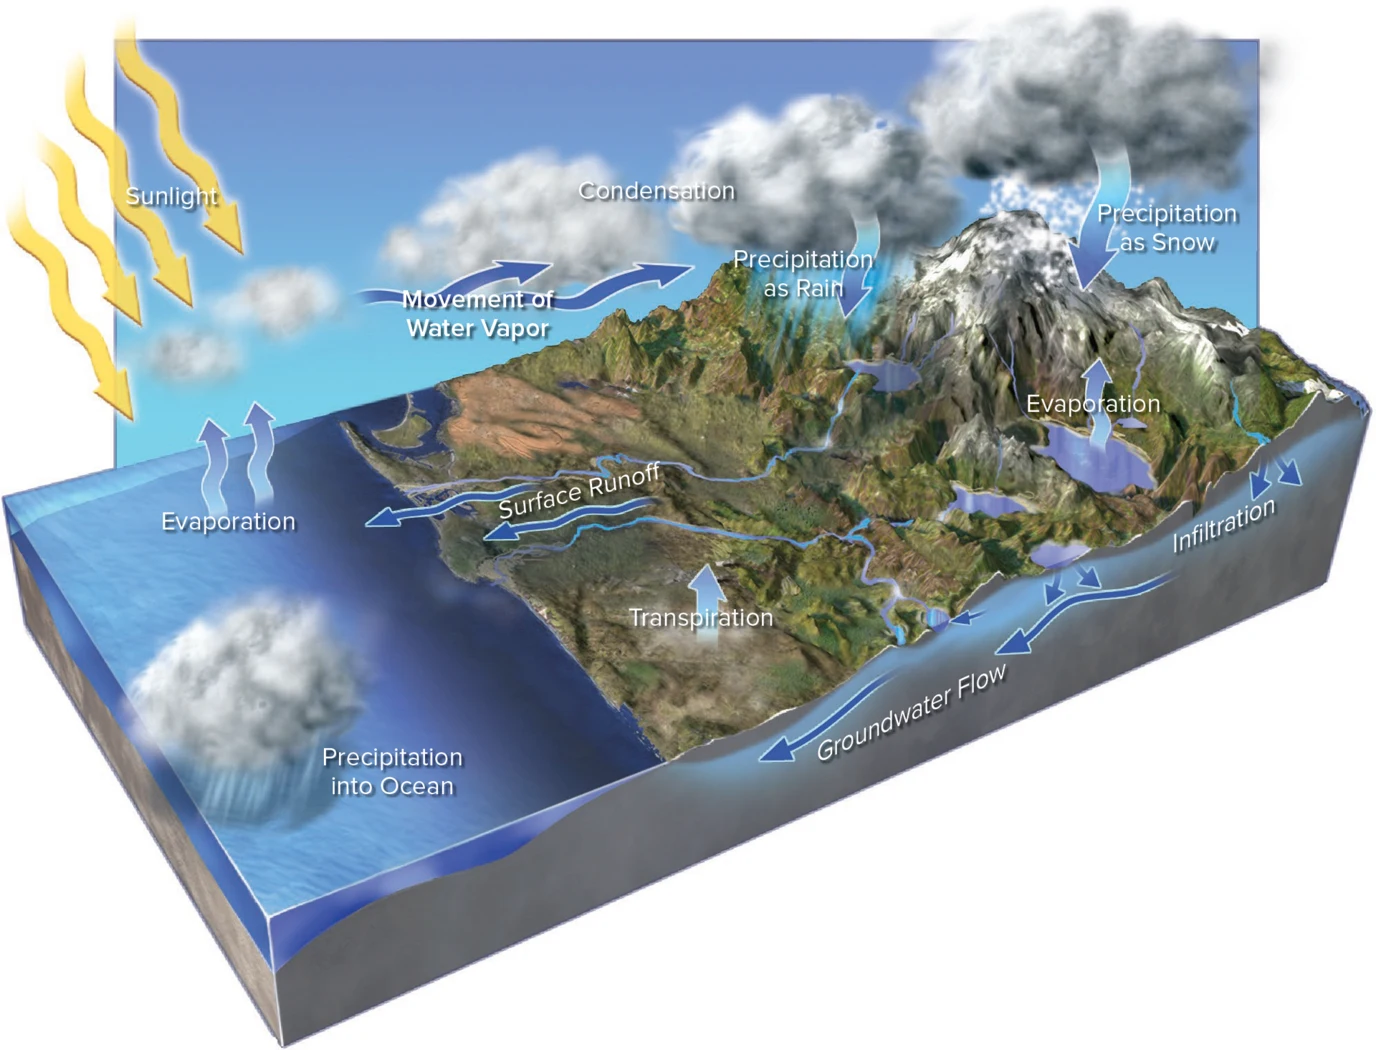 Sunlight
Condensation
Precipitation
as Snow
Precipitation
as Rain
Movement of
Water Vapor
Evaporation
Surface Runoff
Evaporation
Infiltration
Transpiration
Groundwater Flow
Precipitation
into Ocean